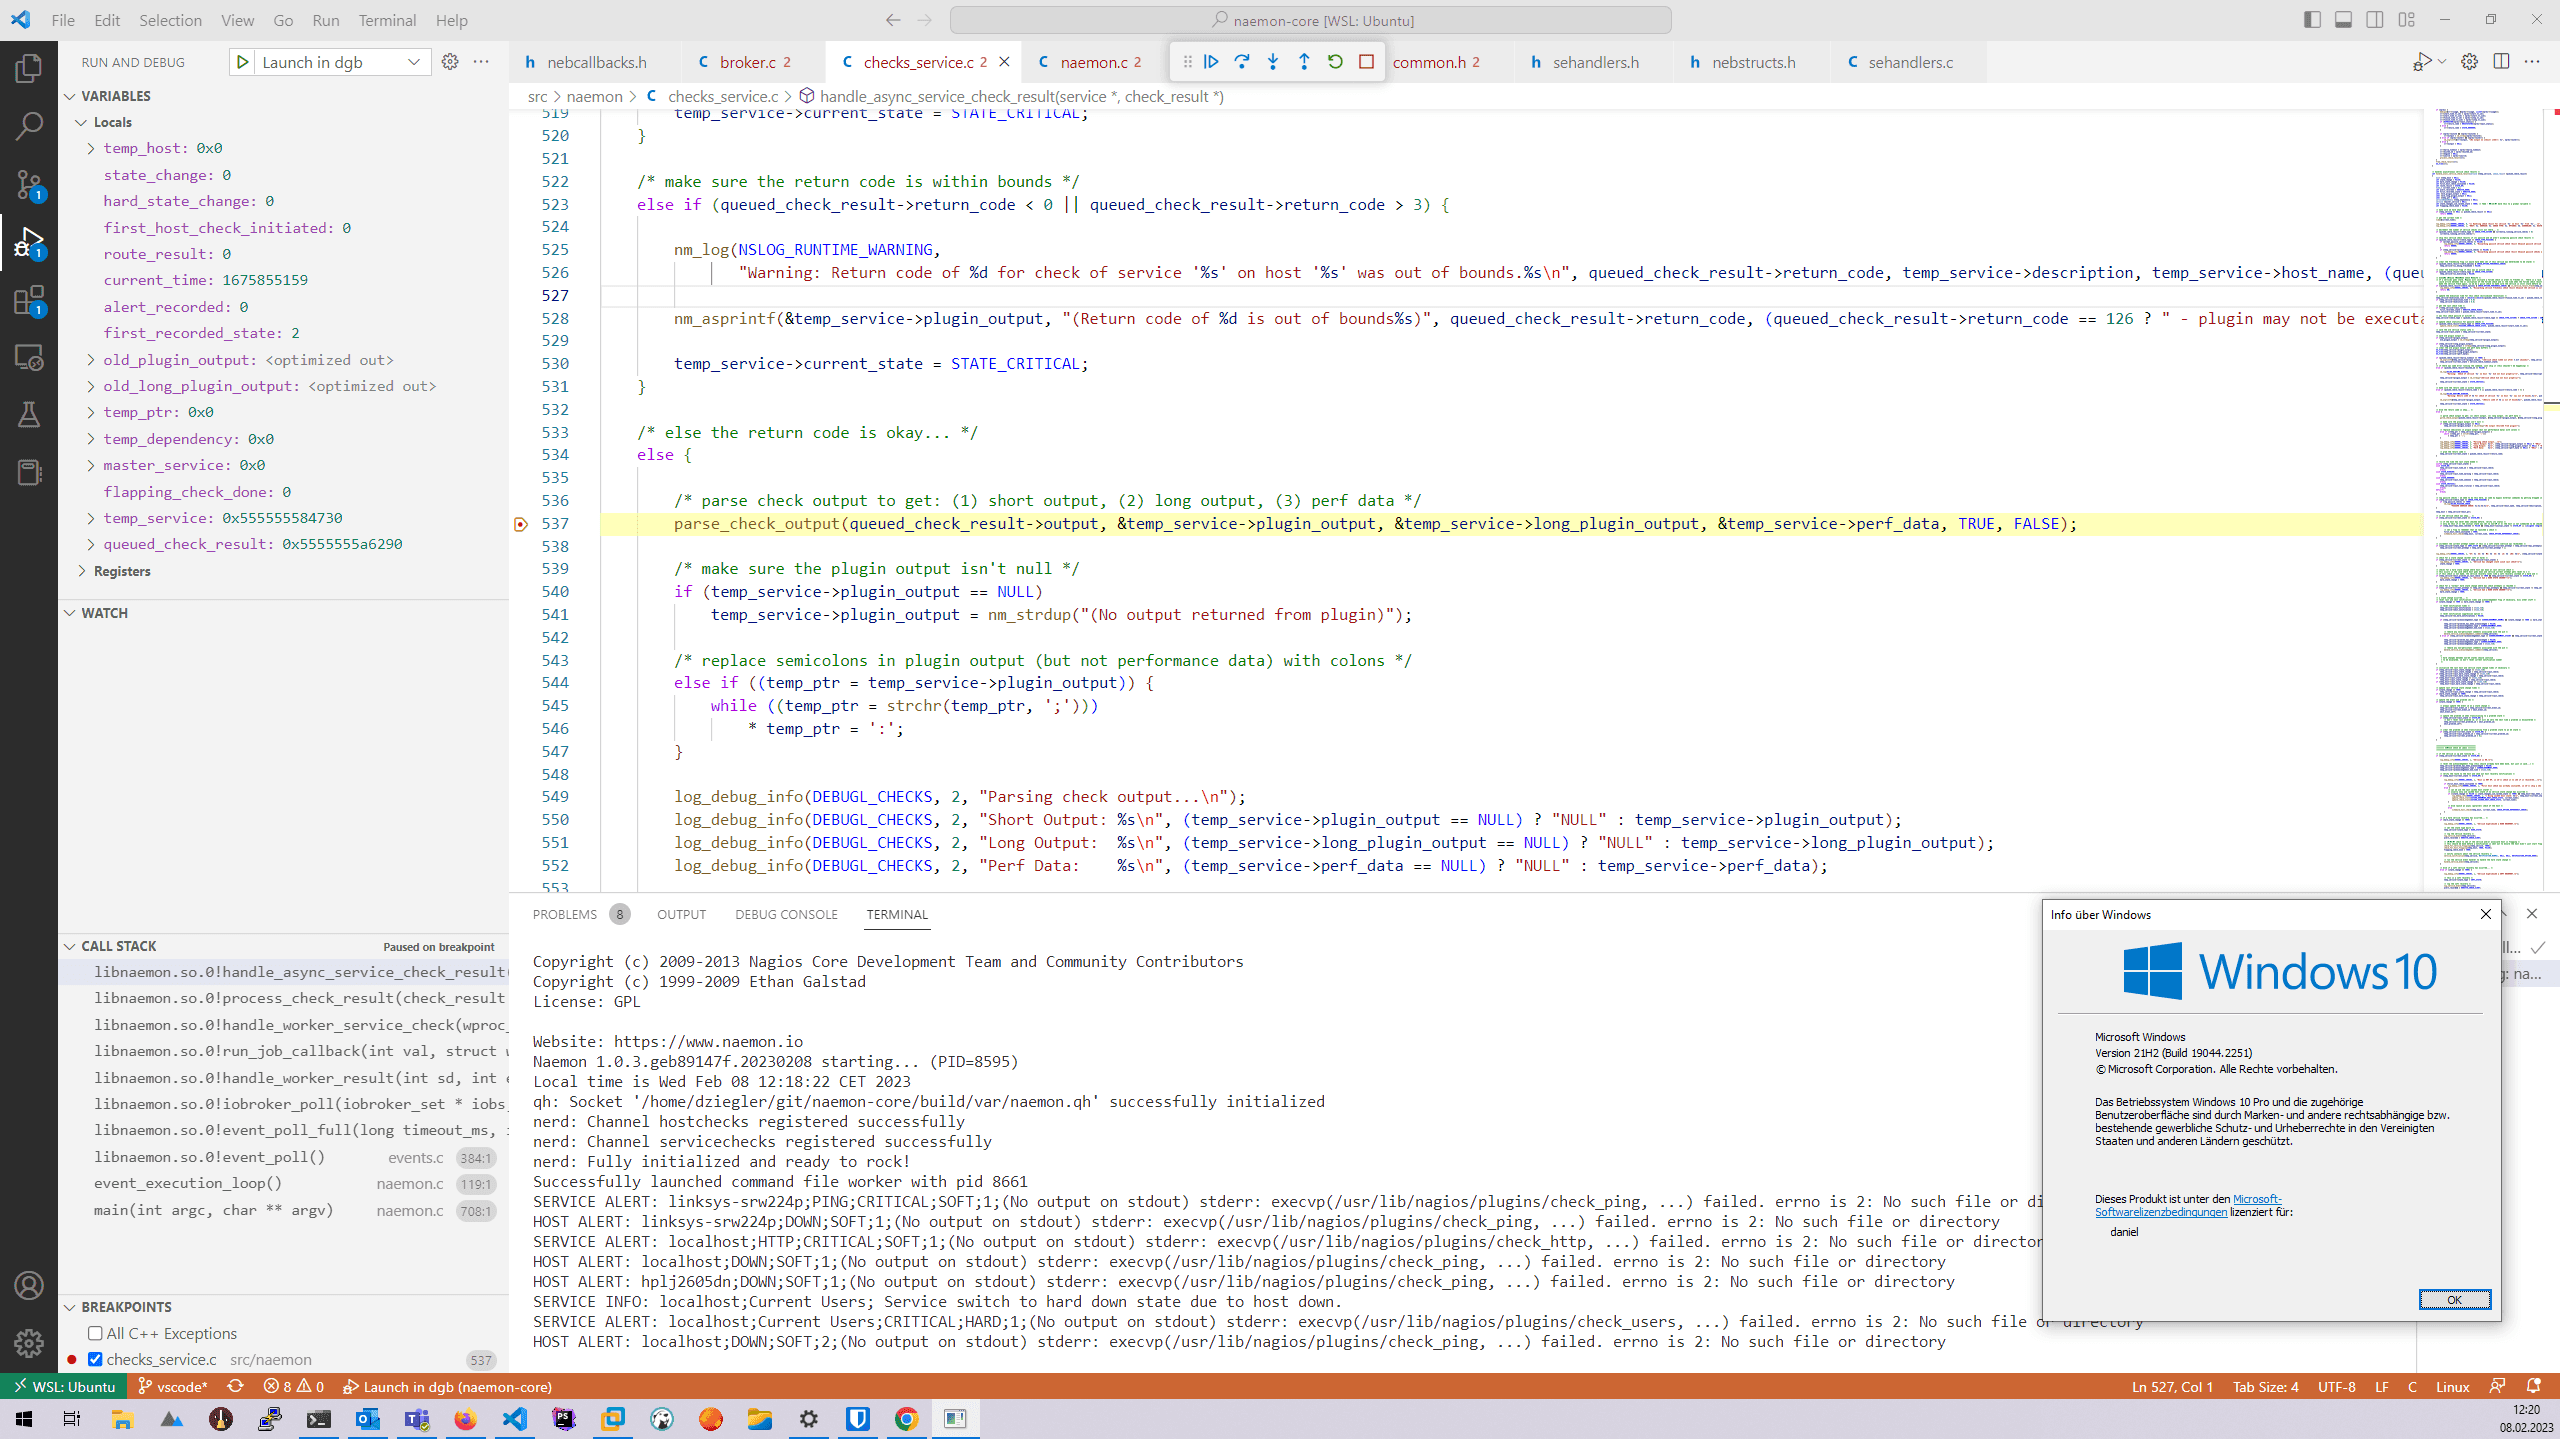 File Edit Selection View Go Run Terminal Help
naemon-core [WSL: Ubuntu]
RUN AND DEBUG
Launch in dgb
nebcallbacks.h
broker.c 2
checks_service.c 2
naemon.c 2
common.h 2
sehandlers.h
nebstructs.h
sehandlers.c
src > naemon > C checks_service.c > handle_async_service_check_result(service *, check_result *)
VARIABLES
Locals
temp_host: 0x0
state_change: 0
hard_state_change: 0
first_host_check_initiated: 0
route_result: 0
current_time: 1675855159
alert_recorded: 0
first_recorded_state: 2
old_plugin_output: <optimized out>
old_long_plugin_output: <optimized out>
temp_ptr: 0x0
temp_dependency: 0x0
master_service: 0x0
flapping_check_done: 0
temp_service: 0x555555584730
queued_check_result: 0x5555555a6290
Registers
WATCH
CALL STACK Paused on breakpoint
libnaemon.so.0!handle_async_service_check_result(
libnaemon.so.0!process_check_result(check_result
libnaemon.so.0!handle_worker_service_check(wproc_
libnaemon.so.0!run_job_callback(int val, struct w
libnaemon.so.0!handle_worker_result(int sd, int e
libnaemon.so.0!iobroker_poll(iobroker_set * iobs,
libnaemon.so.0!event_poll_full(long timeout_ms,
libnaemon.so.0!event_poll() events.c 384:1
event_execution_loop() naemon.c 119:1
main(int argc, char ** argv) naemon.c 708:1
BREAKPOINTS
All C++ Exceptions
checks_service.c src/naemon 537
519 temp_service->current_state = STATE_CRITICAL;
520 }
521
522 /* make sure the return code is within bounds */
523 else if (queued_check_result->return_code < 0 || queued_check_result->return_code > 3) {
524
525 nm_log(NSLOG_RUNTIME_WARNING,
526 "Warning: Return code of %d for check of service '%s' on host '%s' was out of bounds.%s\n", queued_check_result->return_code, temp_service->description, temp_service->host_name, (queu
527
528 nm_asprintf(&temp_service->plugin_output, "(Return code of %d is out of bounds%s)", queued_check_result->return_code, (queued_check_result->return_code == 126 ? " - plugin may not be executa
529
530 temp_service->current_state = STATE_CRITICAL;
531 }
532
533 /* else the return code is okay... */
534 else {
535
536 /* parse check output to get: (1) short output, (2) long output, (3) perf data */
537 parse_check_output(queued_check_result->output, &temp_service->plugin_output, &temp_service->long_plugin_output, &temp_service->perf_data, TRUE, FALSE);
538
539 /* make sure the plugin output isn't null */
540 if (temp_service->plugin_output == NULL)
541 temp_service->plugin_output = nm_strdup("(No output returned from plugin)");
542
543 /* replace semicolons in plugin output (but not performance data) with colons */
544 else if ((temp_ptr = temp_service->plugin_output)) {
545 while ((temp_ptr = strchr(temp_ptr, ';')))
546 * temp_ptr = ':';
547 }
548
549 log_debug_info(DEBUGL_CHECKS, 2, "Parsing check output...\n");
550 log_debug_info(DEBUGL_CHECKS, 2, "Short Output: %s\n", (temp_service->plugin_output == NULL) ? "NULL" : temp_service->plugin_output);
551 log_debug_info(DEBUGL_CHECKS, 2, "Long Output:  %s\n", (temp_service->long_plugin_output == NULL) ? "NULL" : temp_service->long_plugin_output);
552 log_debug_info(DEBUGL_CHECKS, 2, "Perf Data:    %s\n", (temp_service->perf_data == NULL) ? "NULL" : temp_service->perf_data);
553
PROBLEMS 8 OUTPUT DEBUG CONSOLE TERMINAL
Copyright (c) 2009-2013 Nagios Core Development Team and Community Contributors
Copyright (c) 1999-2009 Ethan Galstad
License: GPL
Website: https://www.naemon.io
Naemon 1.0.3.geb89147f.20230208 starting... (PID=8595)
Local time is Wed Feb 08 12:18:22 CET 2023
qh: Socket '/home/dziegler/git/naemon-core/build/var/naemon.qh' successfully initialized
nerd: Channel hostchecks registered successfully
nerd: Channel servicechecks registered successfully
nerd: Fully initialized and ready to rock!
Successfully launched command file worker with pid 8661
SERVICE ALERT: linksys-srw224p;PING;CRITICAL;SOFT;1;(No output on stdout) stderr: execvp(/usr/lib/nagios/plugins/check_ping, ...) failed. errno is 2: No such file or di
HOST ALERT: linksys-srw224p;DOWN;SOFT;1;(No output on stdout) stderr: execvp(/usr/lib/nagios/plugins/check_ping, ...) failed. errno is 2: No such file or directory
SERVICE ALERT: localhost;HTTP;CRITICAL;SOFT;1;(No output on stdout) stderr: execvp(/usr/lib/nagios/plugins/check_http, ...) failed. errno is 2: No such file or director
HOST ALERT: localhost;DOWN;SOFT;1;(No output on stdout) stderr: execvp(/usr/lib/nagios/plugins/check_ping, ...) failed. errno is 2: No such file or directory
HOST ALERT: hplj2605dn;DOWN;SOFT;1;(No output on stdout) stderr: execvp(/usr/lib/nagios/plugins/check_ping, ...) failed. errno is 2: No such file or directory
SERVICE INFO: localhost;Current Users; Service switch to hard down state due to host down.
SERVICE ALERT: localhost;Current Users;CRITICAL;HARD;1;(No output on stdout) stderr: execvp(/usr/lib/nagios/plugins/check_users, ...) failed. errno is 2: No such file or directory
HOST ALERT: localhost;DOWN;SOFT;2;(No output on stdout) stderr: execvp(/usr/lib/nagios/plugins/check_ping, ...) failed. errno is 2: No such file or directory
ll...
g: na...
Info über Windows
Windows 10
Microsoft Windows
Version 21H2 (Build 19044.2251)
© Microsoft Corporation. Alle Rechte vorbehalten.
Das Betriebssystem Windows 10 Pro und die zugehörige
Benutzeroberfläche sind durch Marken- und andere rechtsabhängige bzw.
bestehende gewerbliche Schutz- und Urheberrechte in den Vereinigten
Staaten und anderen Ländern geschützt.
Dieses Produkt ist unter den Microsoft-
Softwarelizenzbedingungen lizenziert für:
daniel
OK
WSL: Ubuntu vscode* 8 0 Launch in dgb (naemon-core) Ln 527, Col 1 Tab Size: 4 UTF-8 LF C Linux
12:20
08.02.2023